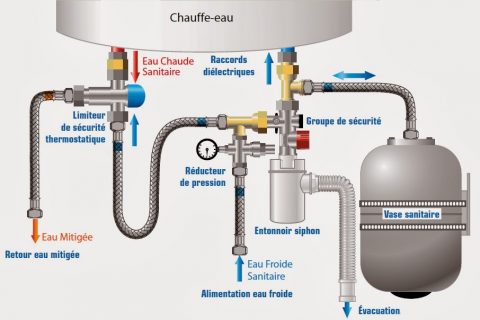 Chauffe-eau
Eau Chaude
Sanitaire
Raccords
diélectriques
Limiteur
de sécurité
thermostatique
Groupe de sécurité
Réducteur
de pression
Vase sanitaire
Entonnoir siphon
Eau Mitigée
Retour eau mitigée
Eau Froide
Sanitaire
Alimentation eau froide
Évacuation